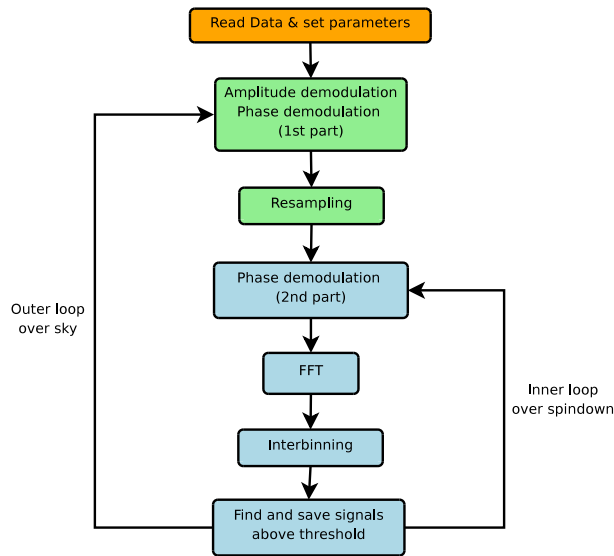 Read Data & set parameters
Amplitude demodulation
Phase demodulation
(1st part)
Resampling
Phase demodulation
(2nd part)
Outer loop
over sky
FFT
Inner loop
over spindown
Interbinning
Find and save signals
above threshold